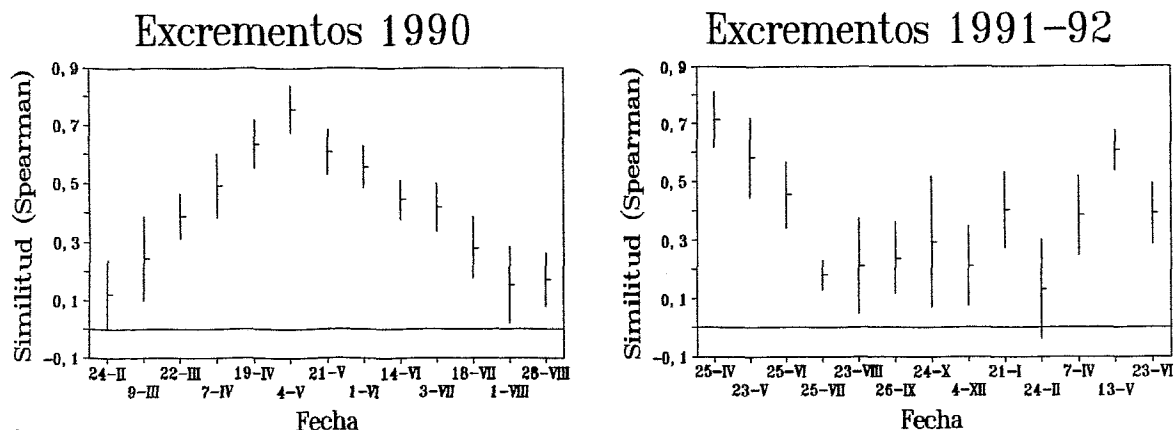 Excrementos 1990
Similitud (Spearman)
0,9
0,7
0,5
0,3
0,1
-0,1
24-II 22-III 19-IV 21-V 14-VI 18-VII 28-VIII
9-III 7-IV 4-V 1-VI 3-VII 1-VIII
Fecha
Excrementos 1991-92
Similitud (Spearman)
0,9
0,7
0,5
0,3
0,1
-0,1
25-IV 25-VI 23-VIII 24-X 21-I 7-IV 23-VI
23-V 25-VII 26-IX 4-XII 24-II 13-V
Fecha